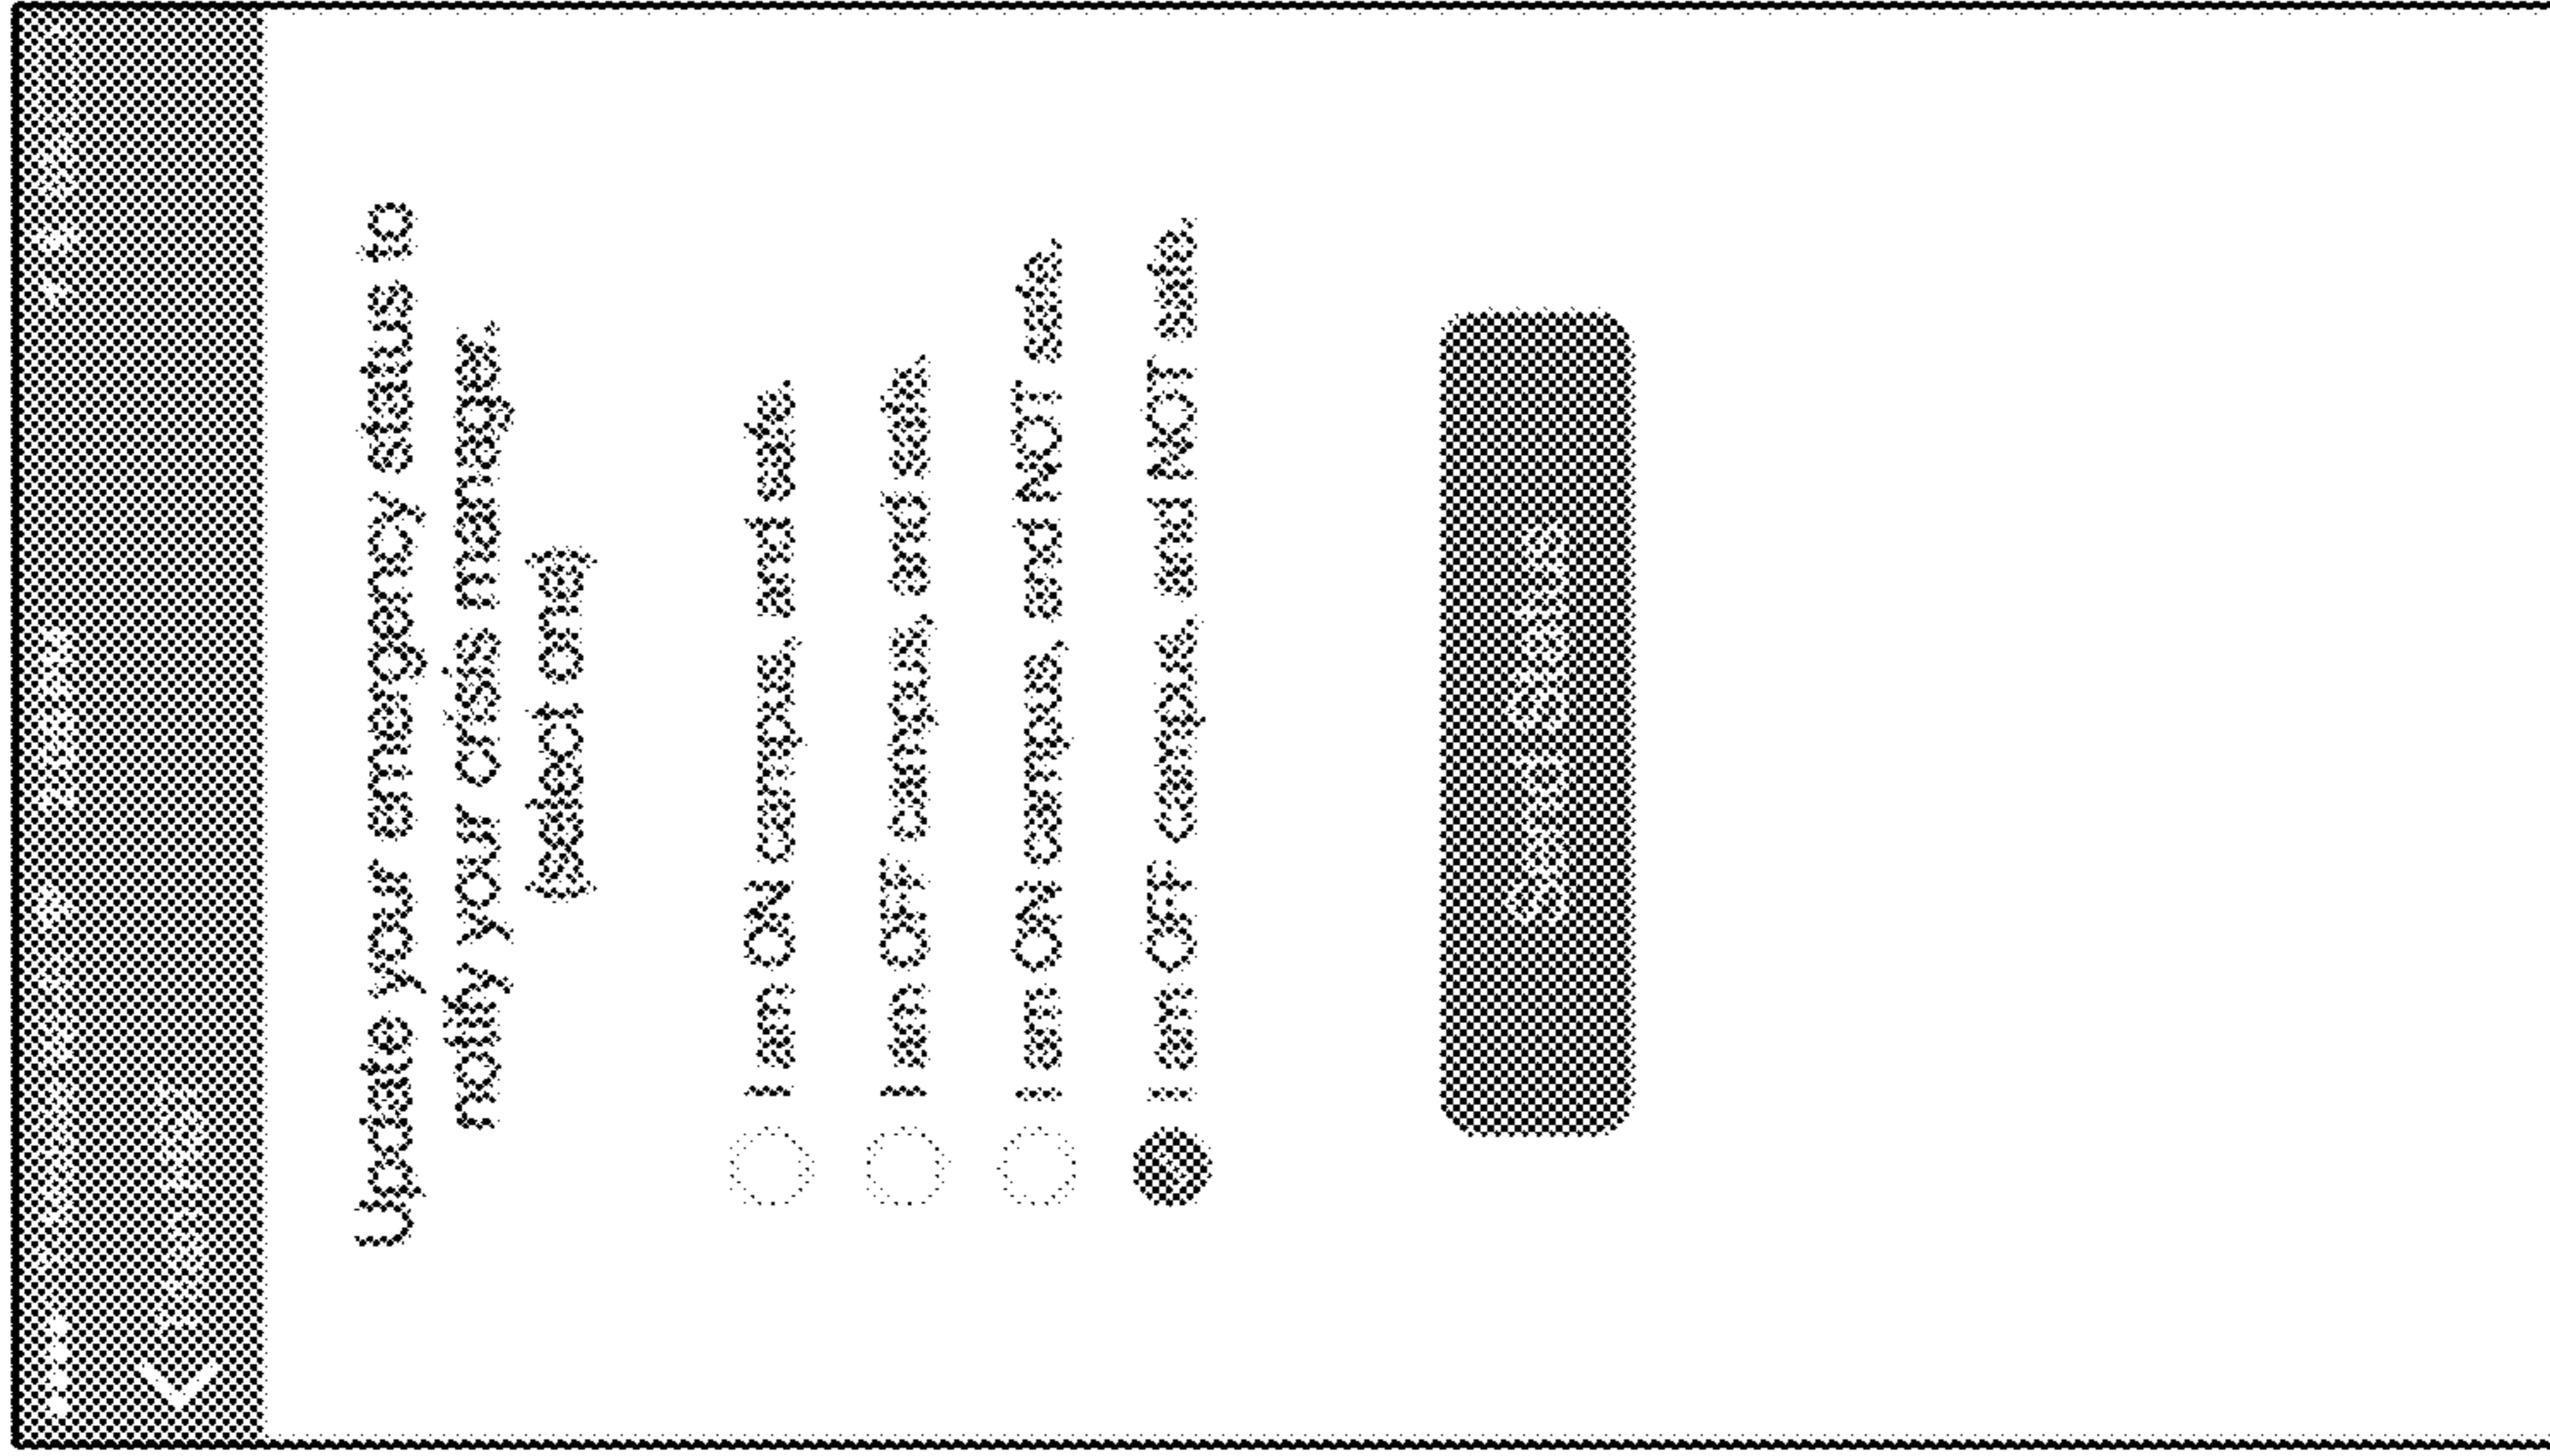 Update your emergency status to
notify your crisis manager.
(select one)
I am ON campus, and safe
I am OFF campus, and safe.
I am ON campus, and NOT safe.
I am OFF campus, and NOT safe.